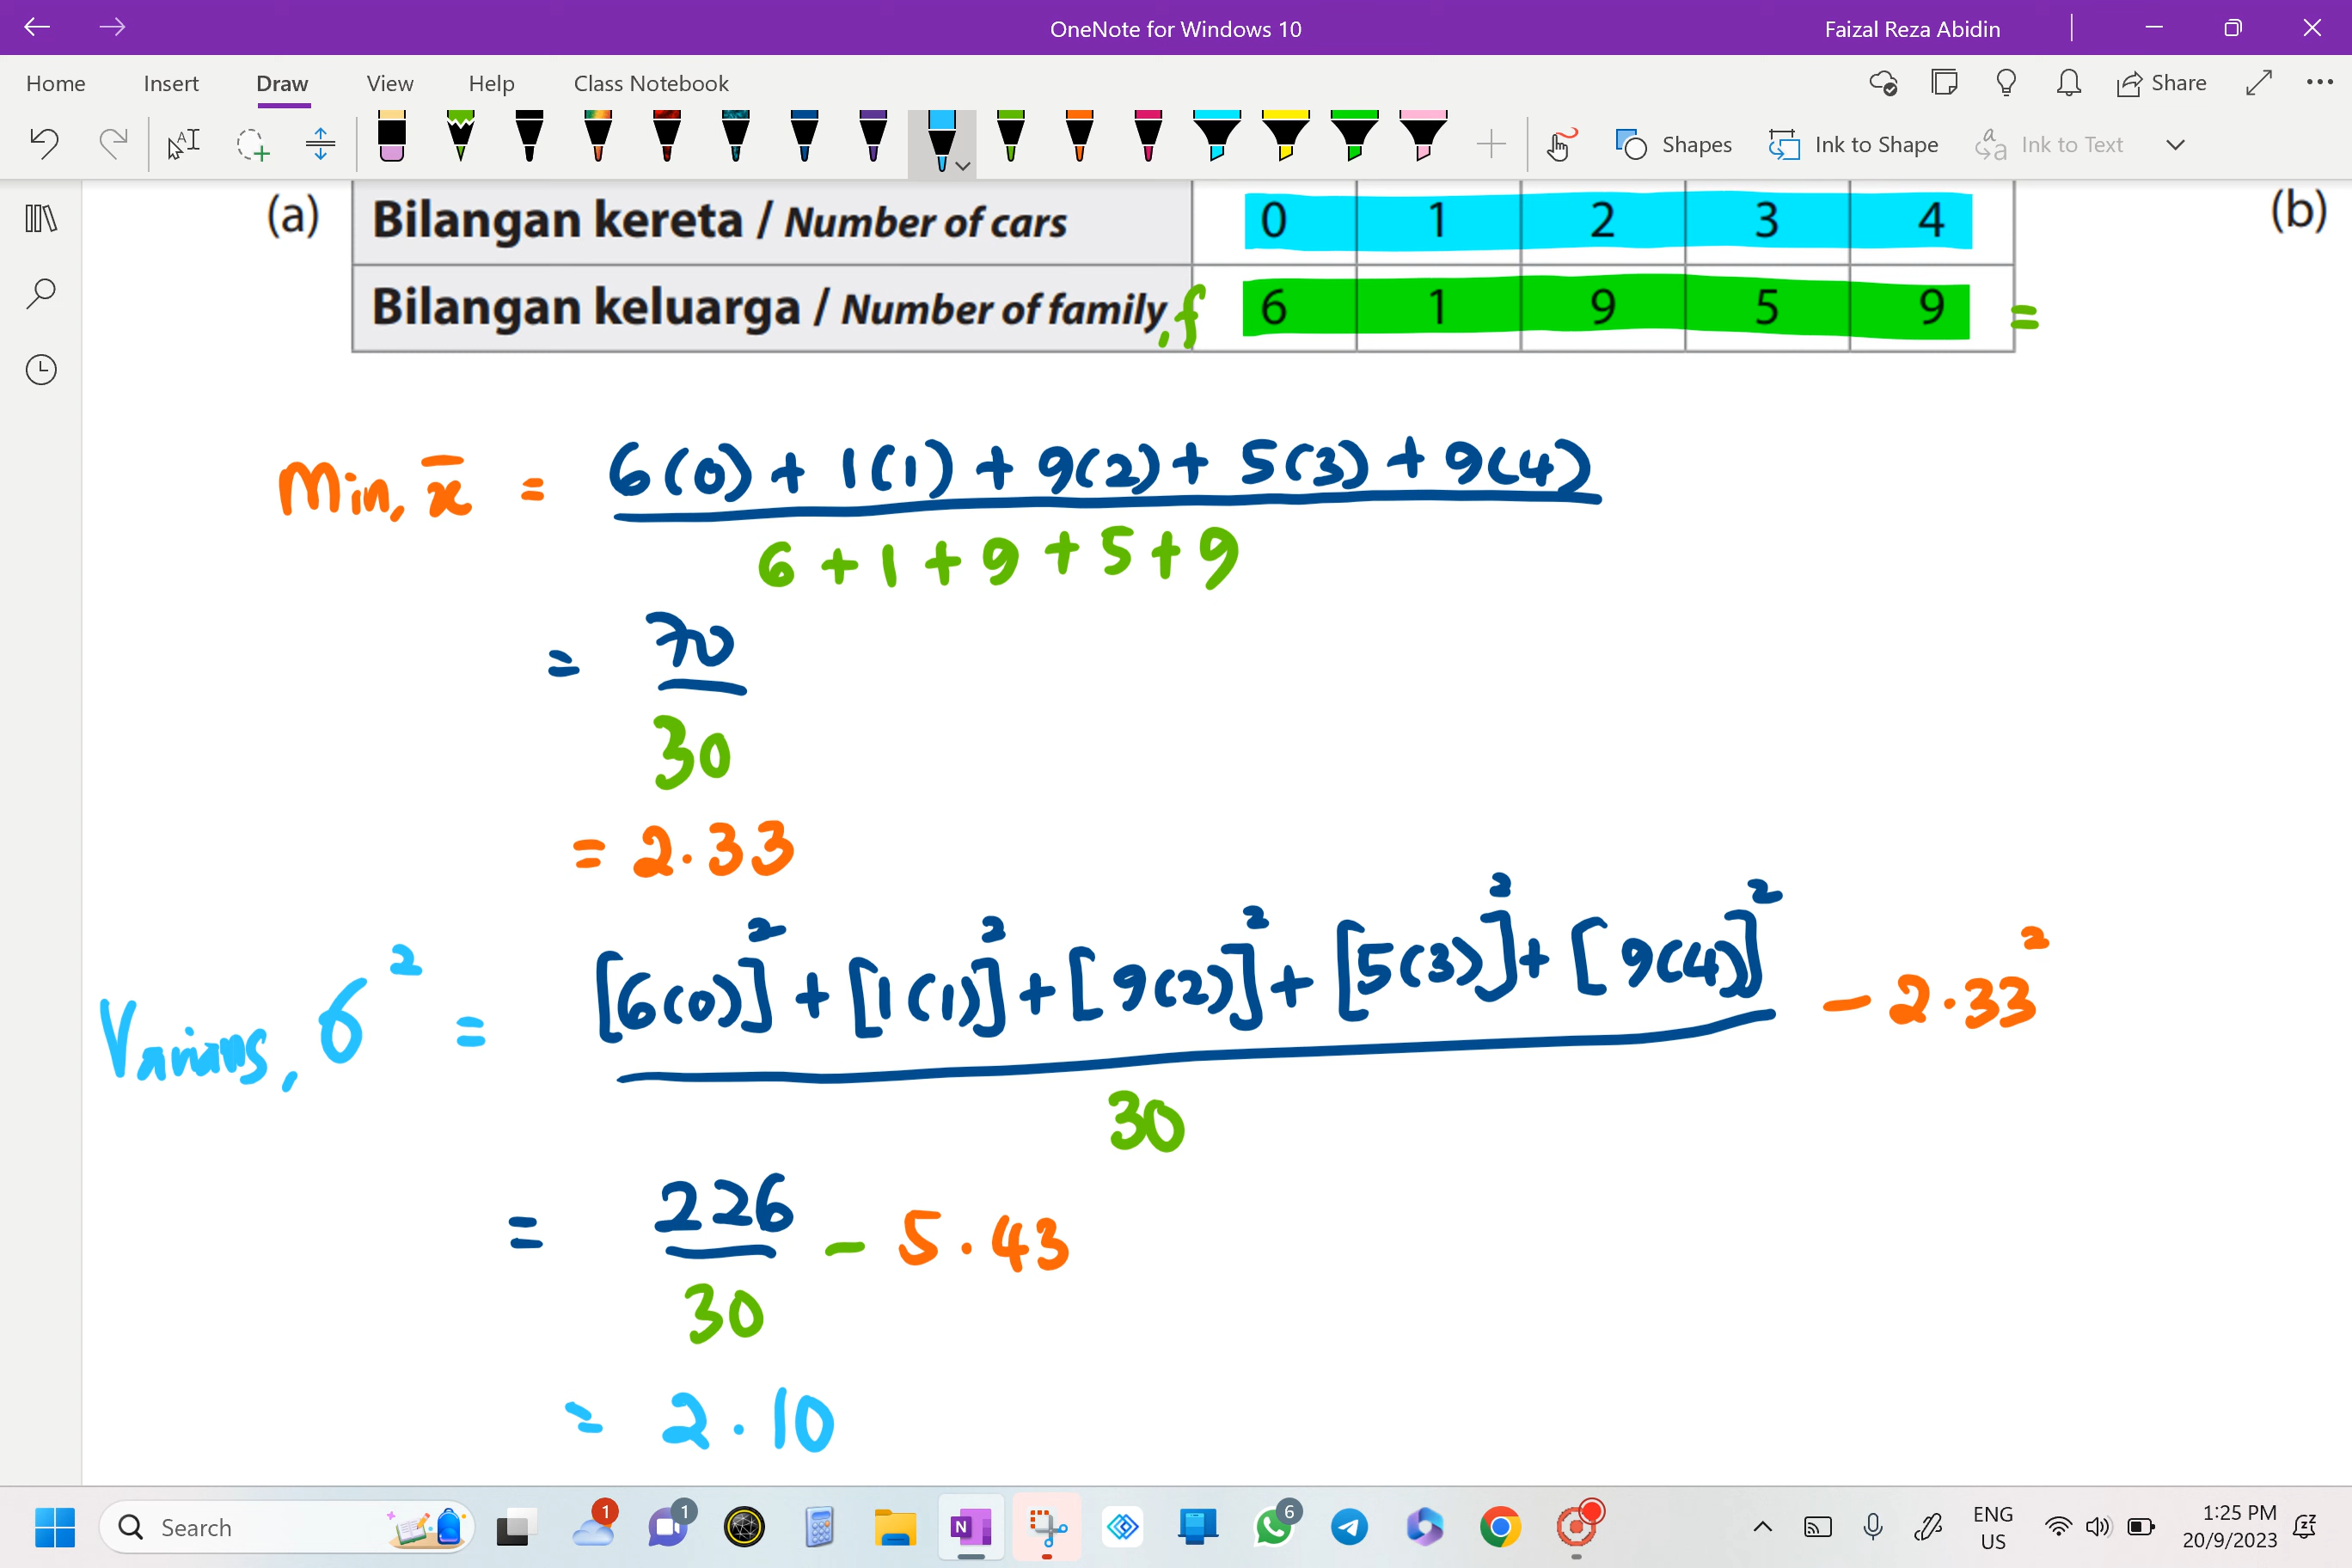 OneNote for Windows 10 Faizal Reza Abidin
Home Insert Draw View Help Class Notebook Share
Shapes Ink to Shape Ink to Text
(a) Bilangan kereta / Number of cars 0 1 2 3 4 (b)
Bilangan keluarga / Number of family, f 6 1 9 5 9 =
Min, x̄ = 6(0) + 1(1) + 9(2) + 5(3) + 9(4)
6 + 1 + 9 + 5 + 9
= 70
30
= 2.33
Varians, σ² = [6(0)]² + [1(1)]² + [9(2)]² + [5(3)]² + [9(4)]² - 2.33²
30
= 226 - 5.43
30
= 2.10
Search 1 1 N 6 ENG US 1:25 PM
20/9/2023